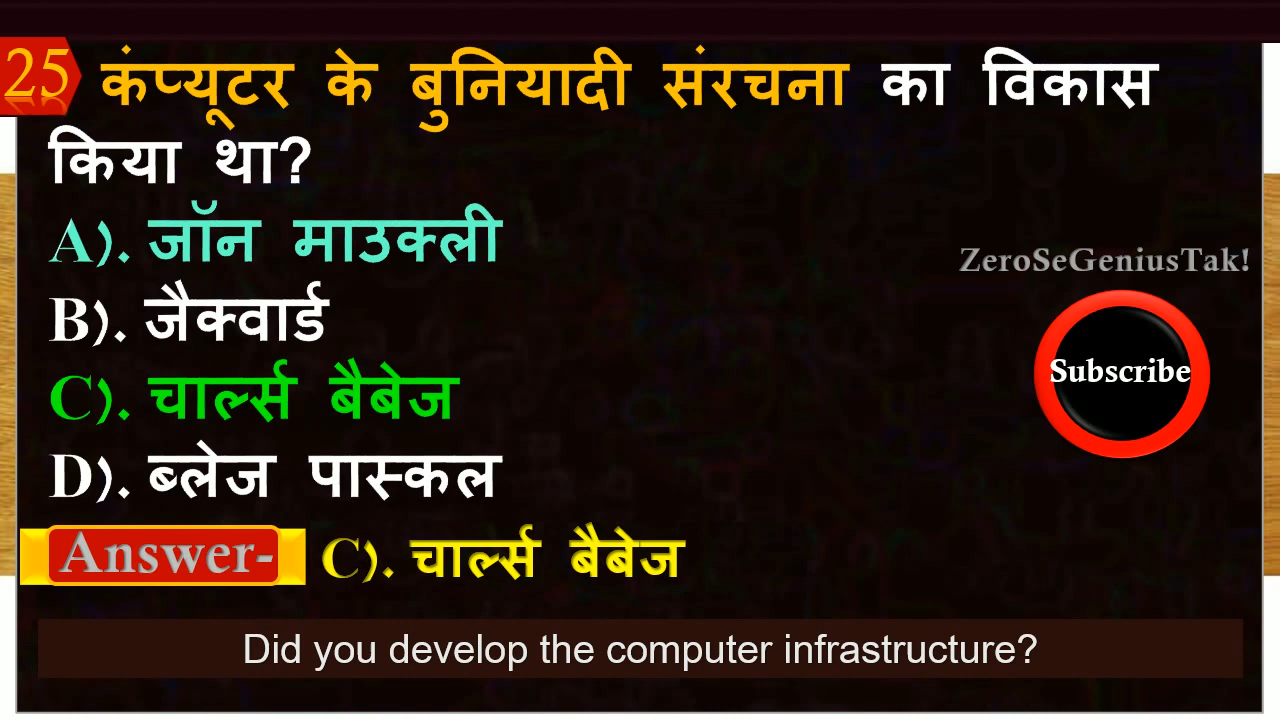 25 कंप्यूटर के बुनियादी संरचना का विकास
किया था?
A). जॉन माउक्ली
B). जैक्वार्ड
C). चार्ल्स बैबेज
D). ब्लेज पास्कल
Answer- C). चार्ल्स बैबेज
ZeroSeGeniusTak!
Subscribe
Did you develop the computer infrastructure?